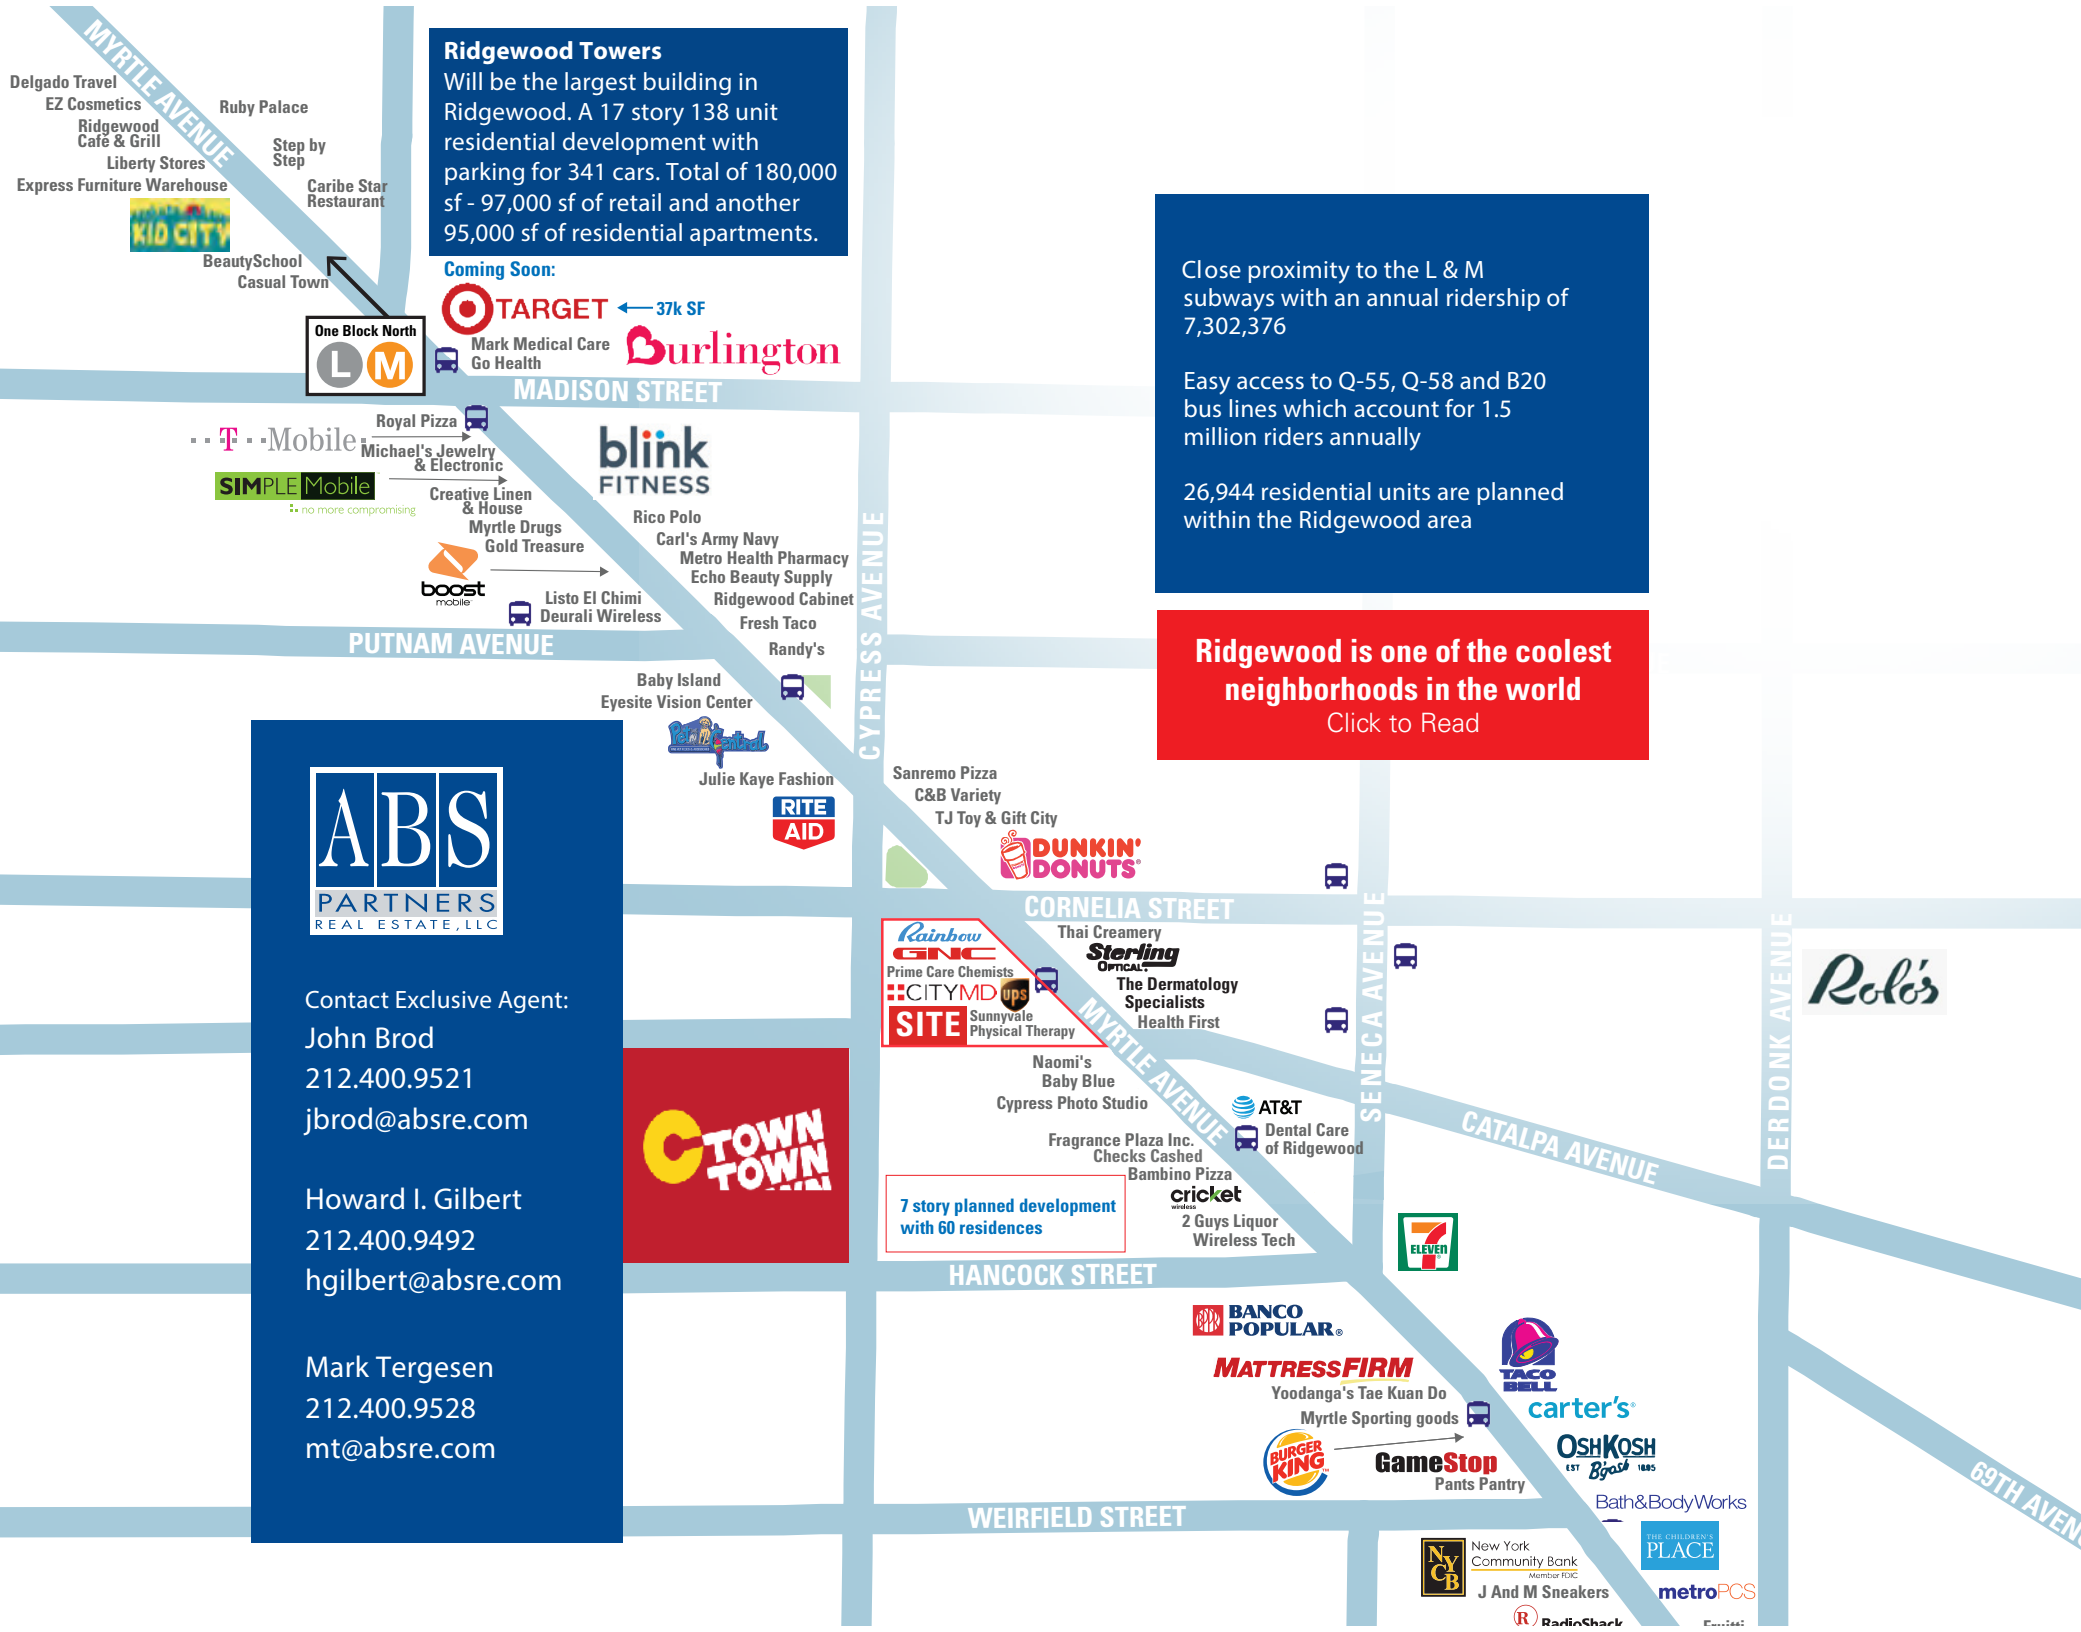 MYRTLE AVENUE
Delgado Travel
EZ Cosmetics
Ridgewood
Cafe & Grill
Liberty Stores
Express Furniture Warehouse
KID CITY
BeautySchool
Casual Town
Ruby Palace
Step by
Step
Caribe Star
Restaurant
Ridgewood Towers
Will be the largest building in
Ridgewood. A 17 story 138 unit
residential development with
parking for 341 cars. Total of 180,000
sf - 97,000 sf of retail and another
95,000 sf of residential apartments.
Coming Soon:
TARGET
37k SF
Burlington
Mark Medical Care
Go Health
One Block North
L M
MADISON STREET
Royal Pizza
T Mobile
Michael's Jewelry
& Electronic
SIMPLE Mobile
no more compromising
Creative Linen
& House
Myrtle Drugs
Gold Treasure
boost
mobile
Listo El Chimi
Deurali Wireless
blink
FITNESS
Rico Polo
Carl's Army Navy
Metro Health Pharmacy
Echo Beauty Supply
Ridgewood Cabinet
Fresh Taco
Randy's
CYPRESS AVENUE
PUTNAM AVENUE
Close proximity to the L & M
subways with an annual ridership of
7,302,376
Easy access to Q-55, Q-58 and B20
bus lines which account for 1.5
million riders annually
26,944 residential units are planned
within the Ridgewood area
Ridgewood is one of the coolest
neighborhoods in the world
Click to Read
Baby Island
Eyesite Vision Center
Pet Central
Julie Kaye Fashion
RITE
AID
Sanremo Pizza
C&B Variety
TJ Toy & Gift City
DUNKIN'
DONUTS
CORNELIA STREET
ABS
PARTNERS
REAL ESTATE, LLC
Contact Exclusive Agent:
John Brod
212.400.9521
jbrod@absre.com
Howard I. Gilbert
212.400.9492
hgilbert@absre.com
Mark Tergesen
212.400.9528
mt@absre.com
CTOWN
TOWN
Rainbow
GNC
Prime Care Chemists
CITYMD
ups
SITE
Sunnyvale
Physical Therapy
Thai Creamery
Sterling
OPTICAL
The Dermatology
Specialists
Health First
MYRTLE AVENUE
SENECA AVENUE
DERDONK AVENUE
Rolo's
Naomi's
Baby Blue
Cypress Photo Studio
AT&T
Dental Care
of Ridgewood
CATALPA AVENUE
Fragrance Plaza Inc.
Checks Cashed
Bambino Pizza
cricket
wireless
2 Guys Liquor
Wireless Tech
7 story planned development
with 60 residences
7
ELEVEN
HANCOCK STREET
BANCO
POPULAR®
MATTRESSFIRM
Yoodanga's Tae Kuan Do
Myrtle Sporting goods
BURGER
KING
GameStop
Pants Pantry
TACO
BELL
carter's
OSHKOSH
EST B'gosh 1895
69TH AVEN
Bath&BodyWorks
WEIRFIELD STREET
THE CHILDREN'S
PLACE
NYCB
New York
Community Bank
Member FDIC
J And M Sneakers
metroPCS
R RadioShack
Fruitti